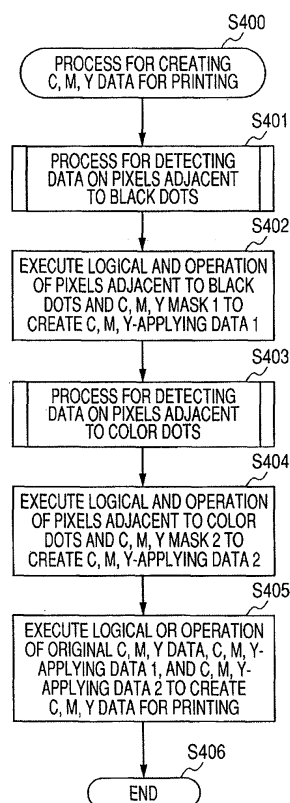 S400
PROCESS FOR CREATING
C, M, Y DATA FOR PRINTING
S401
PROCESS FOR DETECTING
DATA ON PIXELS ADJACENT
TO BLACK DOTS
S402
EXECUTE LOGICAL AND OPERATION
OF PIXELS ADJACENT TO BLACK
DOTS AND C, M, Y MASK 1 TO
CREATE C, M, Y-APPLYING DATA 1
S403
PROCESS FOR DETECTING
DATA ON PIXELS ADJACENT
TO COLOR DOTS
S404
EXECUTE LOGICAL AND OPERATION
OF PIXELS ADJACENT TO COLOR
DOTS AND C, M, Y MASK 2 TO
CREATE C, M, Y-APPLYING DATA 2
S405
EXECUTE LOGICAL OR OPERATION
OF ORIGINAL C, M, Y DATA, C, M, Y-
APPLYING DATA 1, AND C, M, Y-
APPLYING DATA 2 TO CREATE
C, M, Y DATA FOR PRINTING
S406
END